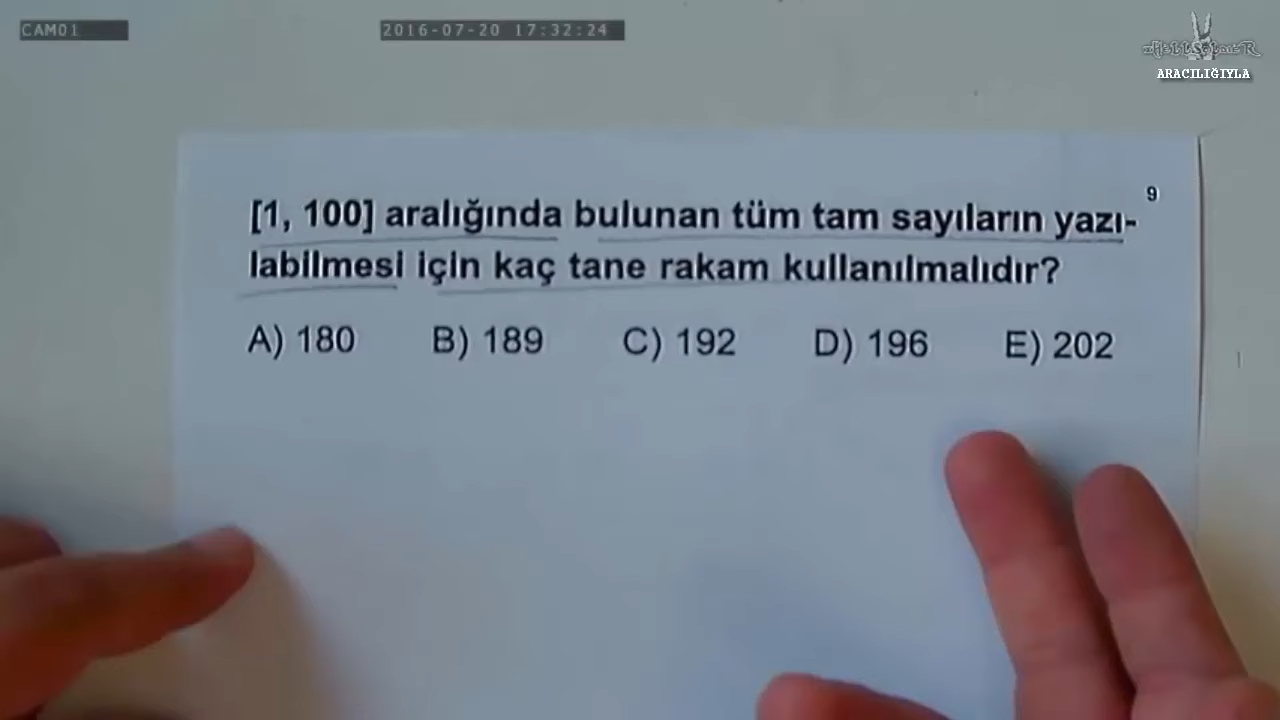 CAM01
2016-07-20 17:32:24
ARACILIĞIYLA
9
[1, 100] aralığında bulunan tüm tam sayıların yazı-
labilmesi için kaç tane rakam kullanılmalıdır?
A) 180 B) 189 C) 192 D) 196 E) 202